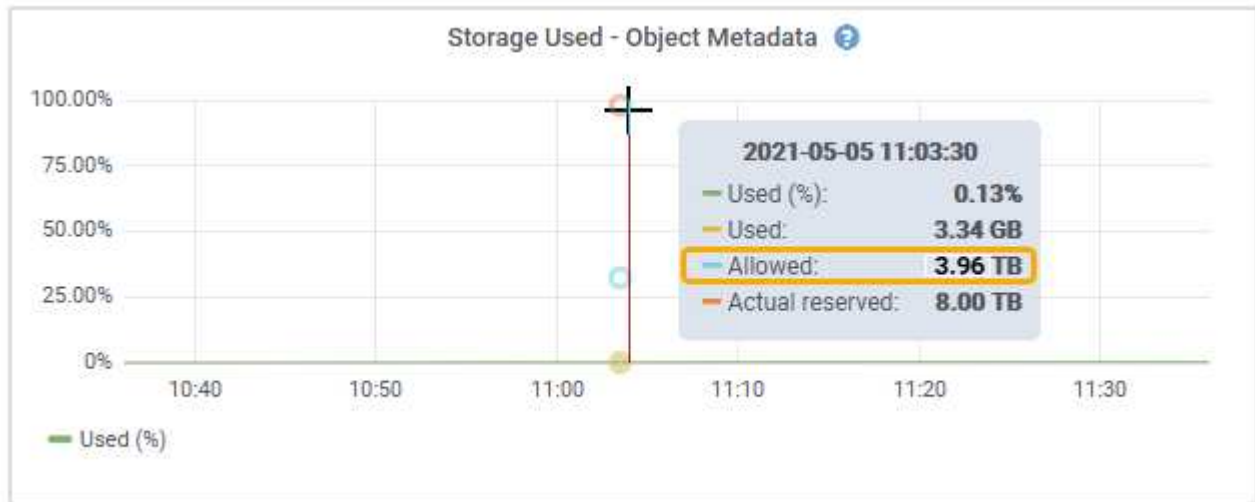 Storage Used - Object Metadata ?
100.00%
75.00%
50.00%
25.00%
0%
2021-05-05 11:03:30
Used (%): 0.13%
Used: 3.34 GB
Allowed: 3.96 TB
Actual reserved: 8.00 TB
10:40 10:50 11:00 11:10 11:20 11:30
Used (%)